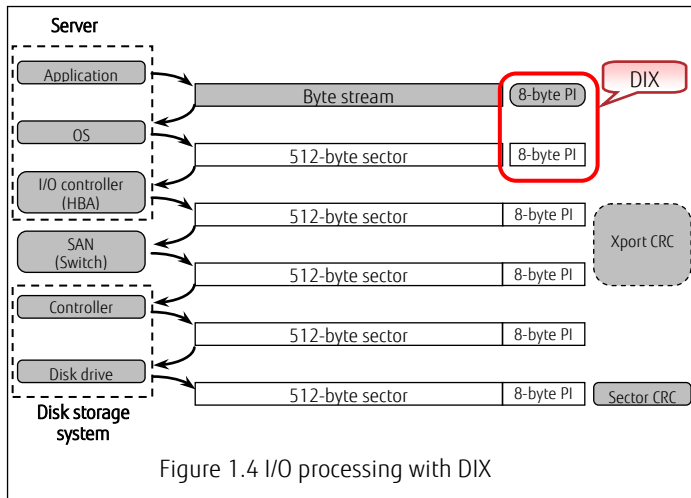 Server
Application
Byte stream
8-byte PI
DIX
OS
512-byte sector
8-byte PI
I/O controller
(HBA)
512-byte sector
8-byte PI
Xport CRC
SAN
(Switch)
512-byte sector
8-byte PI
Controller
512-byte sector
8-byte PI
Disk drive
512-byte sector
8-byte PI
Sector CRC
Disk storage
system
Figure 1.4 I/O processing with DIX